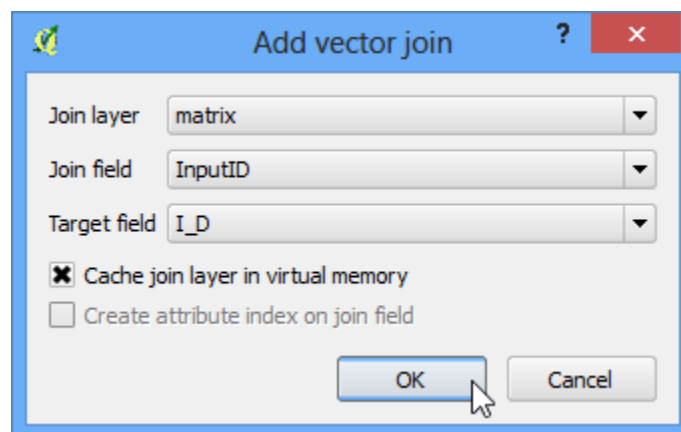 Add vector join ? ×
Join layer matrix
Join field InputID
Target field I_D
Cache join layer in virtual memory
Create attribute index on join field
OK Cancel